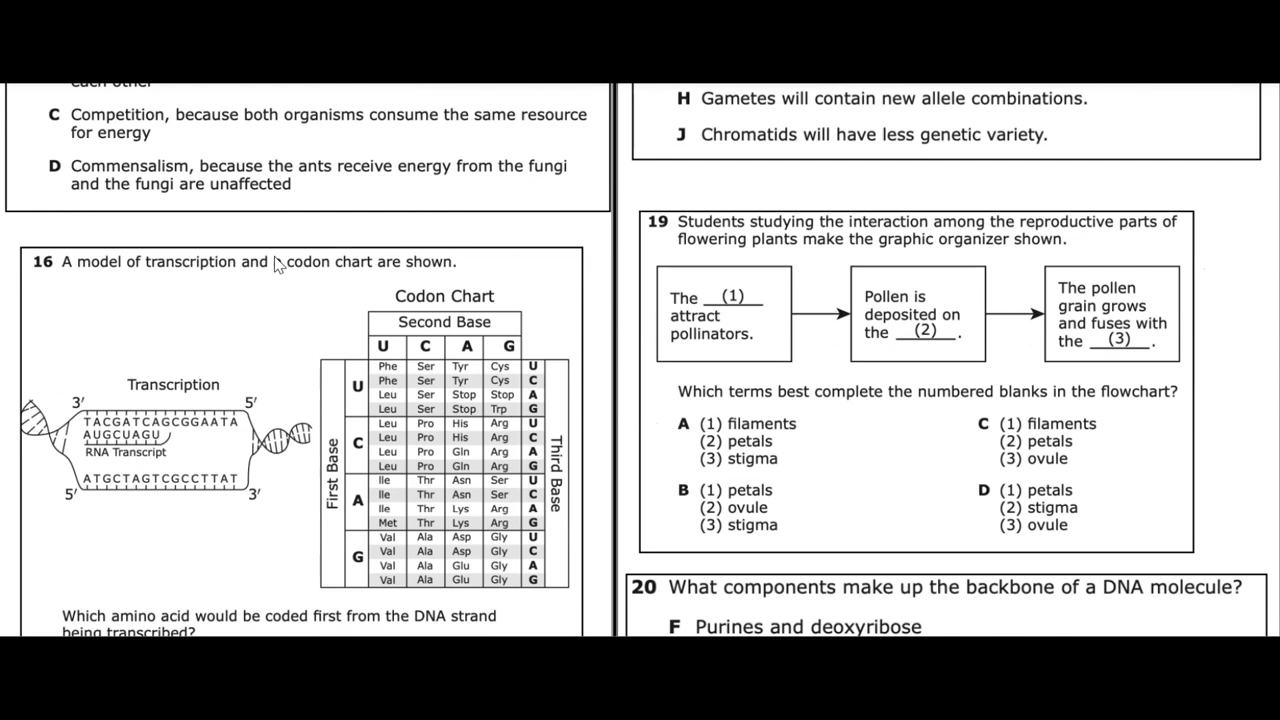 each other
C Competition, because both organisms consume the same resource
for energy
D Commensalism, because the ants receive energy from the fungi
and the fungi are unaffected
16 A model of transcription and codon chart are shown.
Transcription
3′ 5′
TACGATCAGCGGAATA
AUGCUAGU
RNA Transcript
ATGCTAGTCGCCTTAT
5′ 3′
Codon Chart
Second Base
U C A G
First Base
Third Base
U Phe Ser Tyr Cys U
Phe Ser Tyr Cys C
Leu Ser Stop Stop A
Leu Ser Stop Trp G
C Leu Pro His Arg U
Leu Pro His Arg C
Leu Pro Gln Arg A
Leu Pro Gln Arg G
A Ile Thr Asn Ser U
Ile Thr Asn Ser C
Ile Thr Lys Arg A
Met Thr Lys Arg G
G Val Ala Asp Gly U
Val Ala Asp Gly C
Val Ala Glu Gly A
Val Ala Glu Gly G
Which amino acid would be coded first from the DNA strand
being transcribed?
H Gametes will contain new allele combinations.
J Chromatids will have less genetic variety.
19 Students studying the interaction among the reproductive parts of
flowering plants make the graphic organizer shown.
The (1)
attract
pollinators.
Pollen is
deposited on
the (2) .
The pollen
grain grows
and fuses with
the (3) .
Which terms best complete the numbered blanks in the flowchart?
A (1) filaments
(2) petals
(3) stigma
B (1) petals
(2) ovule
(3) stigma
C (1) filaments
(2) petals
(3) ovule
D (1) petals
(2) stigma
(3) ovule
20 What components make up the backbone of a DNA molecule?
F Purines and deoxyribose